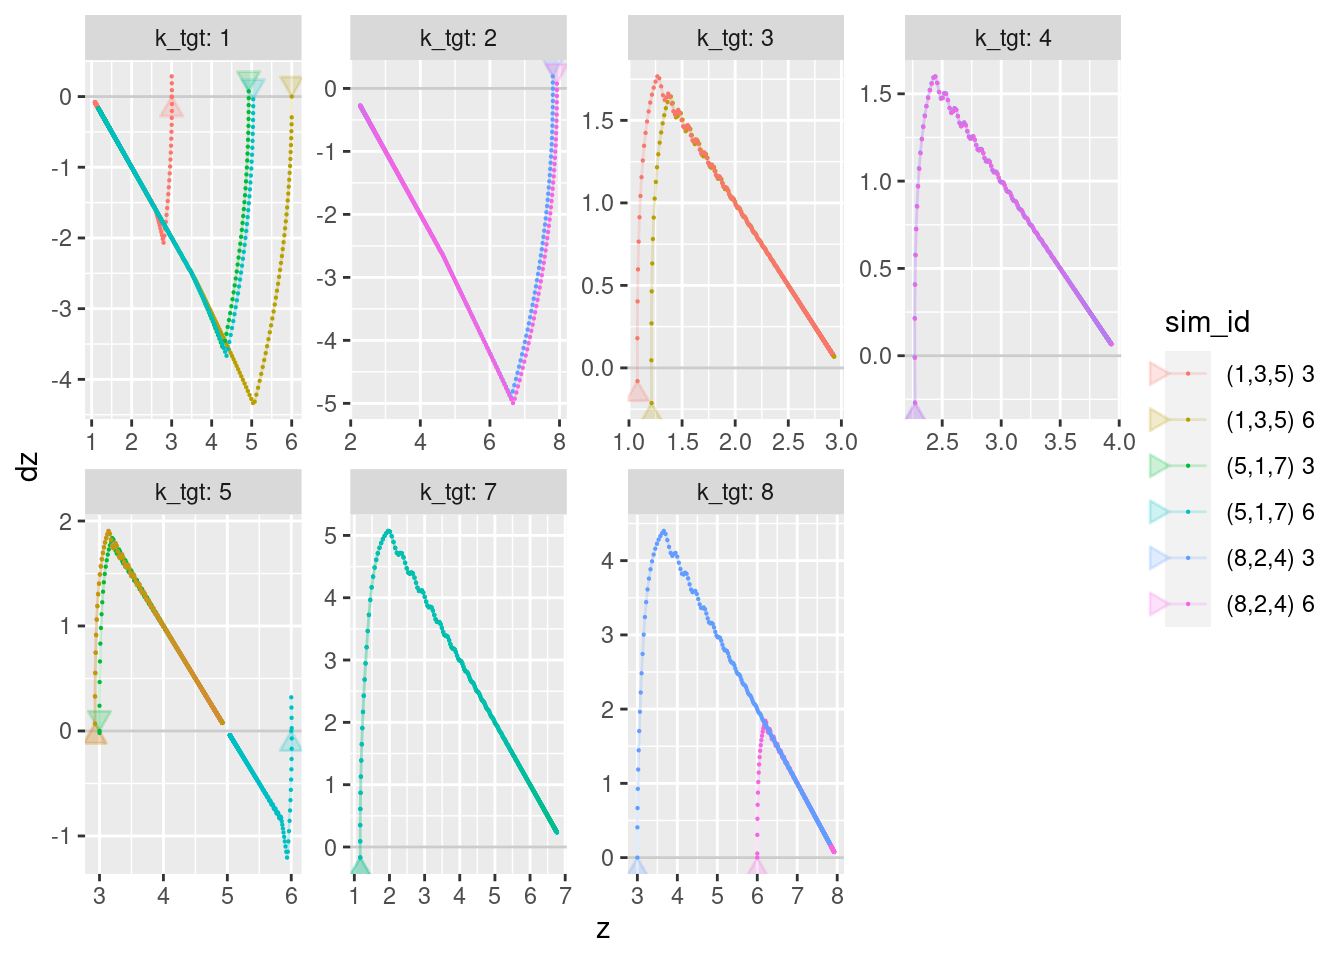 k_tgt: 1
k_tgt: 2
k_tgt: 3
k_tgt: 4
0
-1
-2
-3
-4
1 2 3 4 5 6
0
-1
-2
-3
-4
-5
2 4 6 8
1.5
1.0
0.5
0.0
1.0 1.5 2.0 2.5 3.0
1.5
1.0
0.5
0.0
2.5 3.0 3.5 4.0
dz
k_tgt: 5
k_tgt: 7
k_tgt: 8
2
1
0
-1
3 4 5 6
5
4
3
2
1
0
1 2 3 4 5 6 7
4
3
2
1
0
3 4 5 6 7 8
z
sim_id
(1,3,5) 3
(1,3,5) 6
(5,1,7) 3
(5,1,7) 6
(8,2,4) 3
(8,2,4) 6